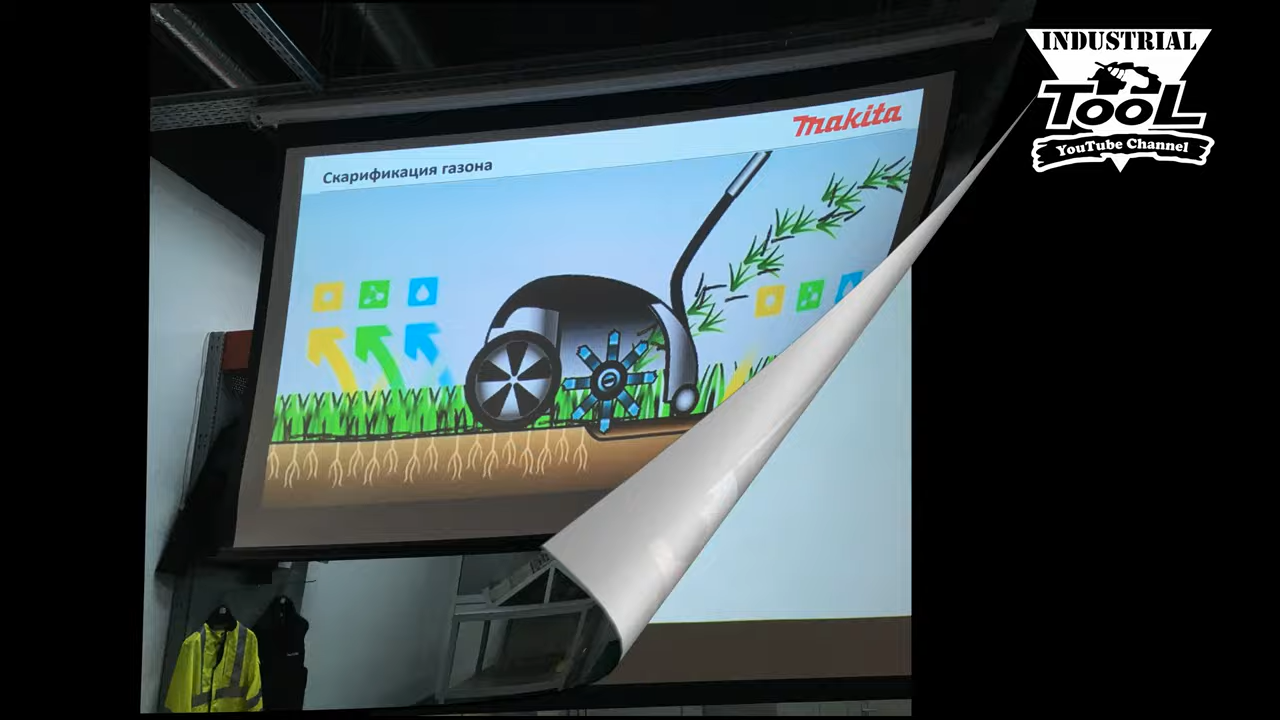 Скарификация газона
makita
INDUSTRIAL
TOOL
YouTube Channel